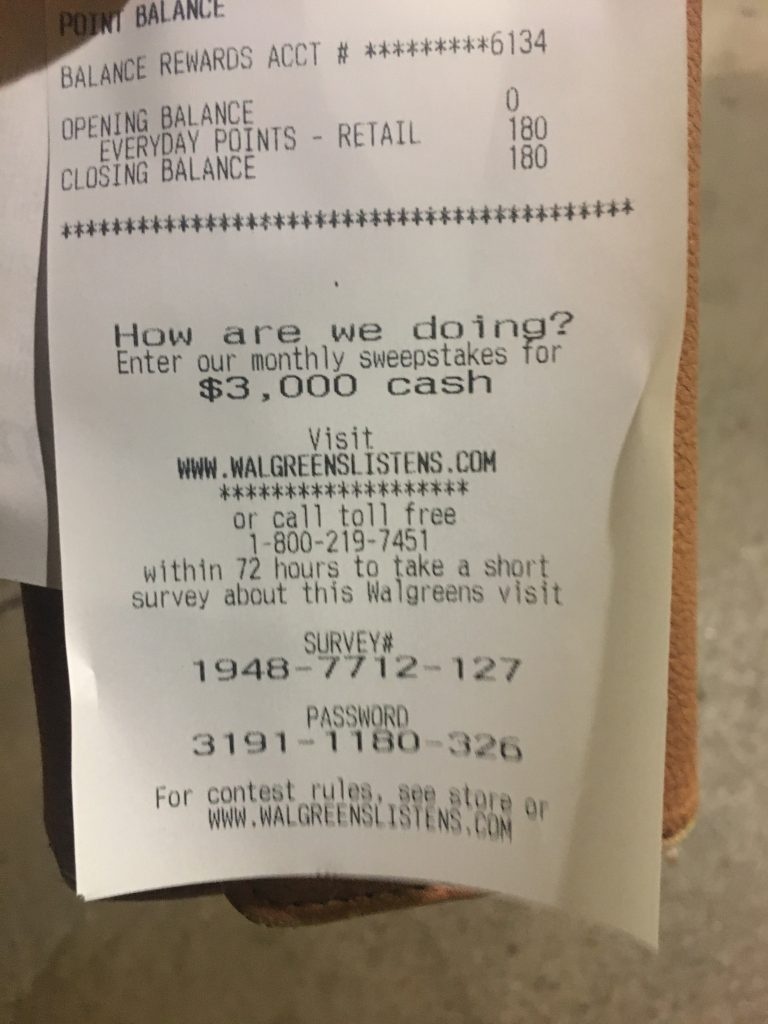 POINT BALANCE
BALANCE REWARDS ACCT # *********6134
OPENING BALANCE 0
EVERYDAY POINTS - RETAIL 180
CLOSING BALANCE 180
*******************************************
How are we doing?
Enter our monthly sweepstakes for
$3,000 cash
Visit
WWW.WALGREENSLISTENS.COM
********************
or call toll free
1-800-219-7451
within 72 hours to take a short
survey about this Walgreens visit
SURVEY#
1948-7712-127
PASSWORD
3191-1180-326
For contest rules, see store or
WWW.WALGREENSLISTENS.COM